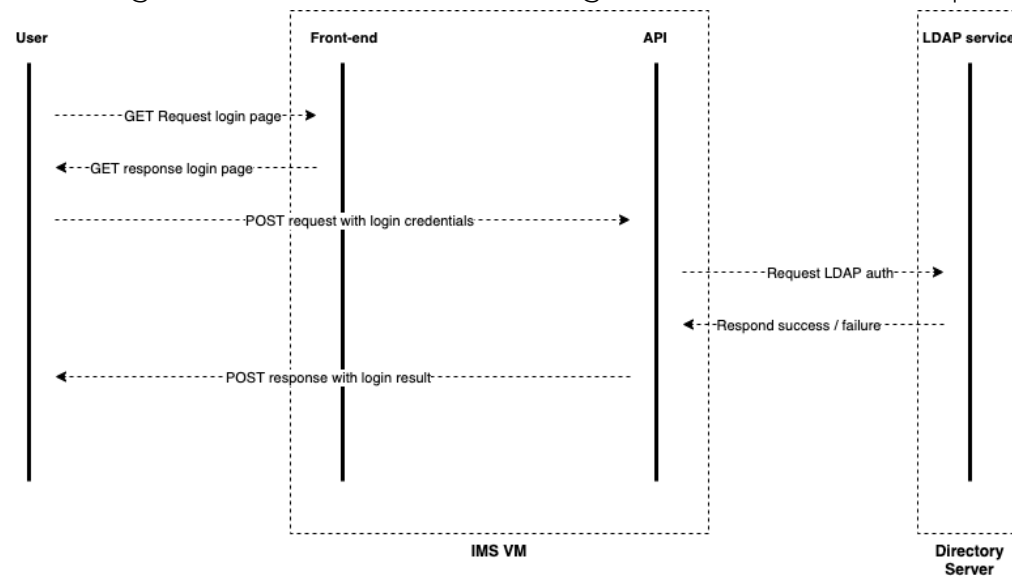 User
Front-end
API
LDAP service
GET Request login page
GET response login page
POST request with login credentials
Request LDAP auth
Respond success / failure
POST response with login result
IMS VM
Directory
Server